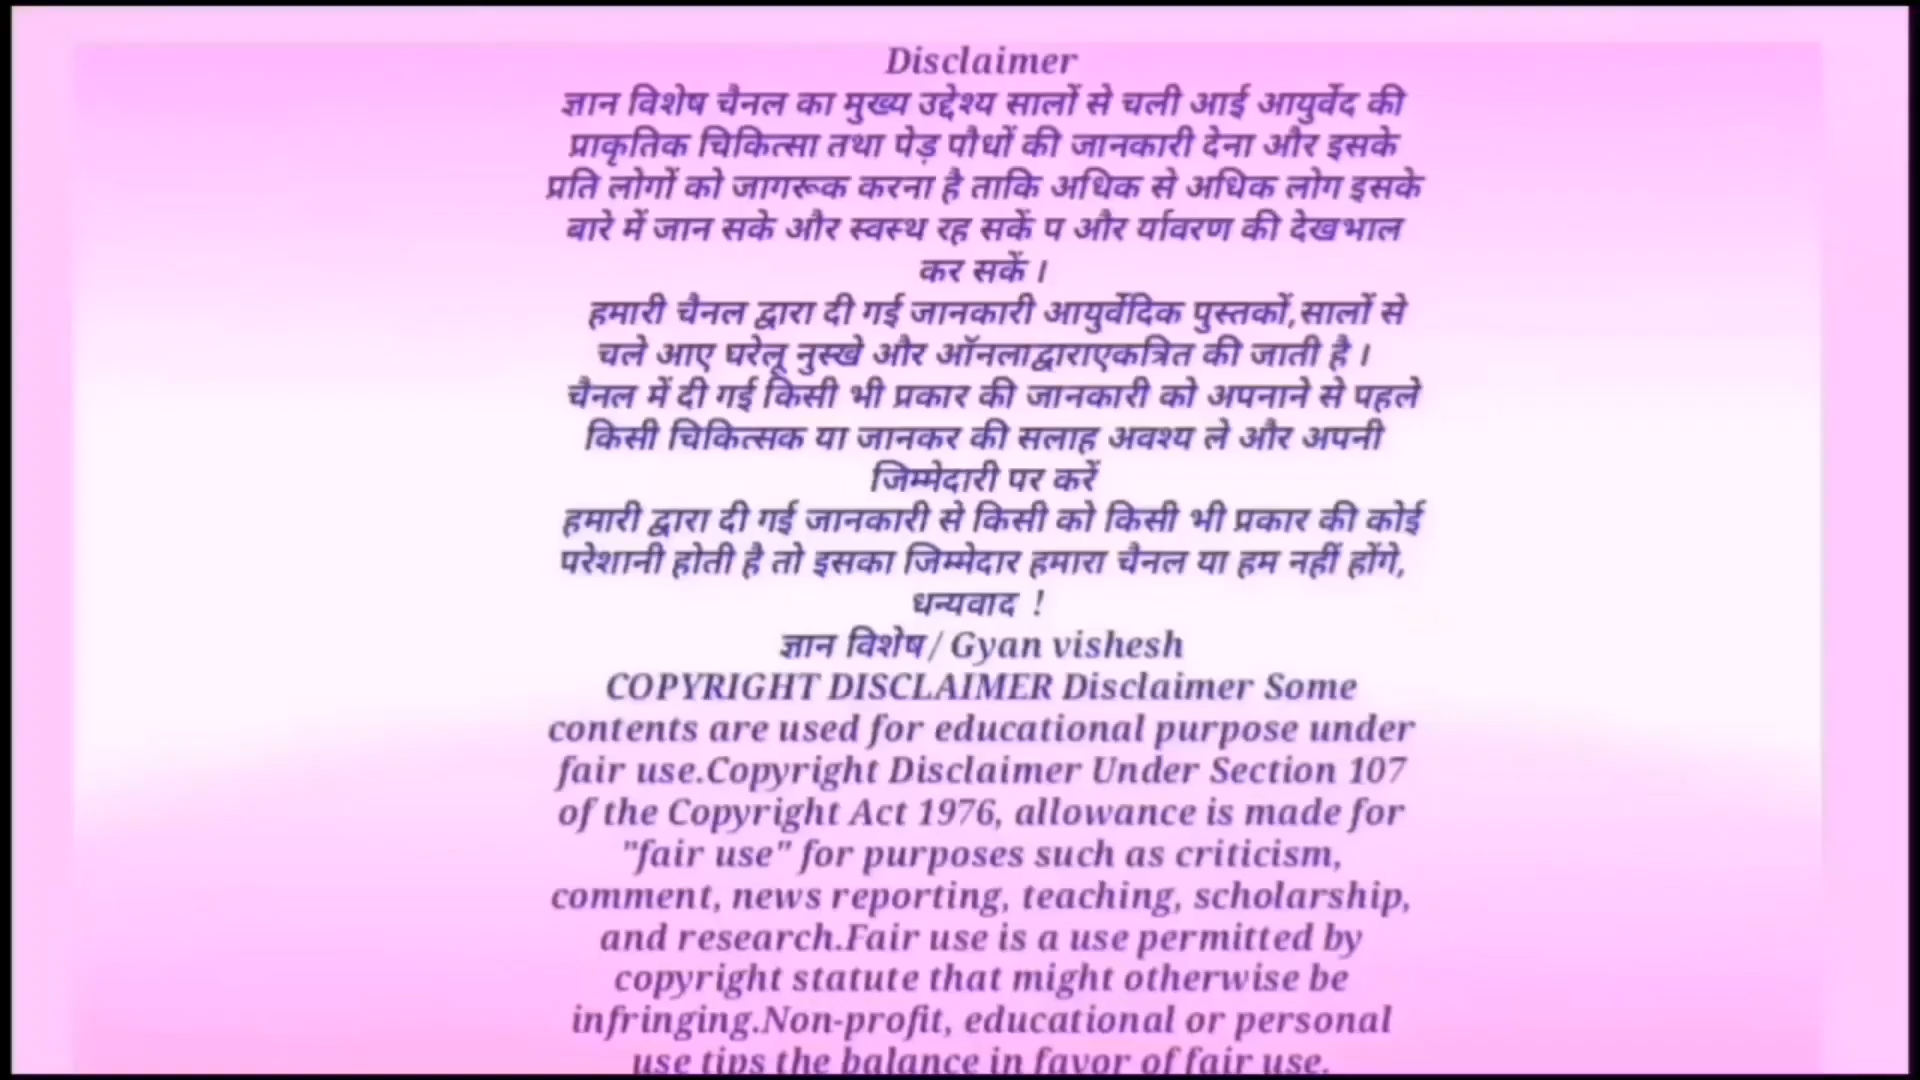 Disclaimer
ज्ञान विशेष चैनल का मुख्य उद्देश्य सालों से चली आई आयुर्वेद की
प्राकृतिक चिकित्सा तथा पेड़ पौधों की जानकारी देना और इसके
प्रति लोगों को जागरूक करना है ताकि अधिक से अधिक लोग इसके
बारे में जान सके और स्वस्थ रह सकें प और र्यावरण की देखभाल
कर सकें ।
हमारी चैनल द्वारा दी गई जानकारी आयुर्वेदिक पुस्तकों,सालों से
चले आए घरेलू नुस्खे और ऑनलाद्वाराएकत्रित की जाती है ।
चैनल में दी गई किसी भी प्रकार की जानकारी को अपनाने से पहले
किसी चिकित्सक या जानकर की सलाह अवश्य ले और अपनी
जिम्मेदारी पर करें
हमारी द्वारा दी गई जानकारी से किसी को किसी भी प्रकार की कोई
परेशानी होती है तो इसका जिम्मेदार हमारा चैनल या हम नहीं होंगे,
धन्यवाद !
ज्ञान विशेष/ Gyan vishesh
COPYRIGHT DISCLAIMER Disclaimer Some
contents are used for educational purpose under
fair use.Copyright Disclaimer Under Section 107
of the Copyright Act 1976, allowance is made for
"fair use" for purposes such as criticism,
comment, news reporting, teaching, scholarship,
and research.Fair use is a use permitted by
copyright statute that might otherwise be
infringing.Non-profit, educational or personal
use tips the balance in favor of fair use.